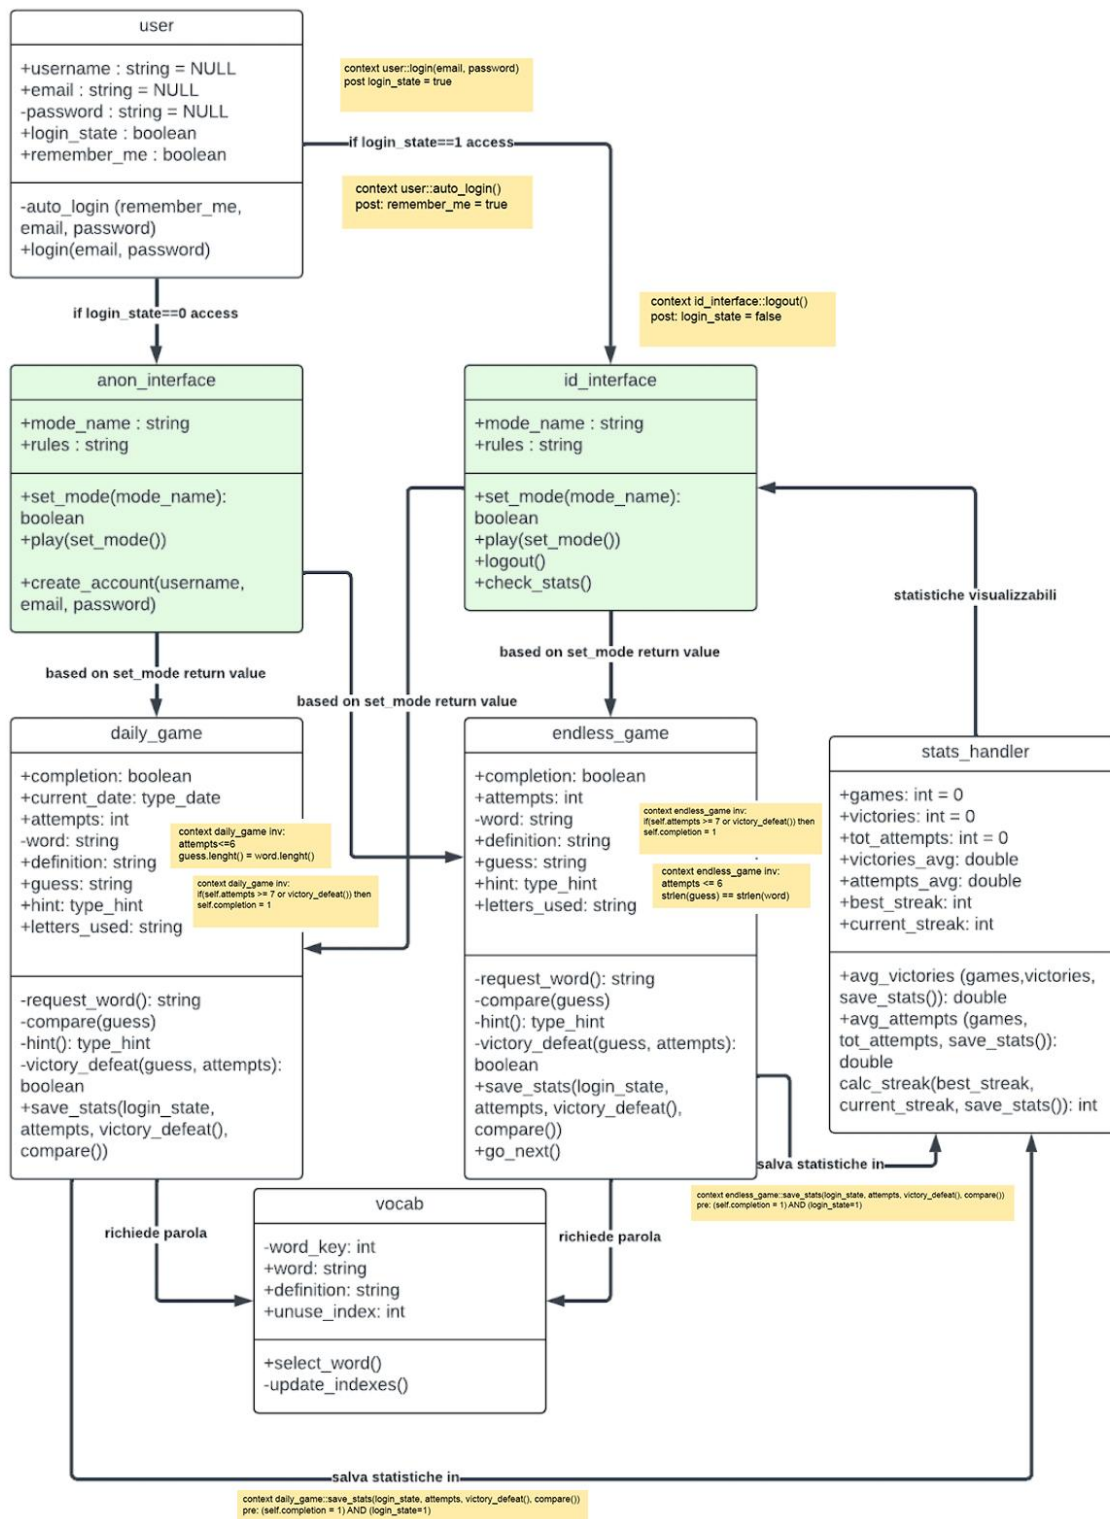 user
+username : string = NULL
+email : string = NULL
-password : string = NULL
+login_state : boolean
+remember_me : boolean
-auto_login (remember_me,
email, password)
+login(email, password)
context user::login(email, password)
post login_state = true
if login_state==1 access
context user::auto_login()
post: remember_me = true
if login_state==0 access
context id_interface::logout()
post: login_state = false
anon_interface
+mode_name : string
+rules : string
+set_mode(mode_name):
boolean
+play(set_mode())
+create_account(username,
email, password)
id_interface
+mode_name : string
+rules : string
+set_mode(mode_name):
boolean
+play(set_mode())
+logout()
+check_stats()
statistiche visualizzabili
based on set_mode return value
based on set_mode return value
based on set_mode return value
daily_game
+completion: boolean
+current_date: type_date
+attempts: int
-word: string
+definition: string
+guess: string
+hint: type_hint
+letters_used: string
context daily_game inv:
attempts<=6
guess.lenght() = word.lenght()
context daily_game inv:
if(self.attempts >= 7 or victory_defeat()) then
self.completion = 1
-request_word(): string
-compare(guess)
-hint(): type_hint
-victory_defeat(guess, attempts):
boolean
+save_stats(login_state,
attempts, victory_defeat(),
compare())
endless_game
+completion: boolean
+attempts: int
-word: string
+definition: string
+guess: string
+hint: type_hint
+letters_used: string
context endless_game inv:
if(self.attempts >= 7 or victory_defeat()) then
self.completion = 1
context endless_game inv:
attempts <= 6
strlen(guess) == strlen(word)
-request_word(): string
-compare(guess)
-hint(): type_hint
-victory_defeat(guess, attempts):
boolean
+save_stats(login_state,
attempts, victory_defeat(),
compare())
+go_next()
stats_handler
+games: int = 0
+victories: int = 0
+tot_attempts: int = 0
+victories_avg: double
+attempts_avg: double
+best_streak: int
+current_streak: int
+avg_victories (games,victories,
save_stats()): double
+avg_attempts (games,
tot_attempts, save_stats()):
double
calc_streak(best_streak,
current_streak, save_stats()): int
salva statistiche in
context endless_game::save_stats(login_state, attempts, victory_defeat(), compare())
pre: (self.completion = 1) AND (login_state=1)
richiede parola
richiede parola
vocab
-word_key: int
+word: string
+definition: string
+unuse_index: int
+select_word()
-update_indexes()
salva statistiche in
context daily_game::save_stats(login_state, attempts, victory_defeat(), compare())
pre: (self.completion = 1) AND (login_state=1)